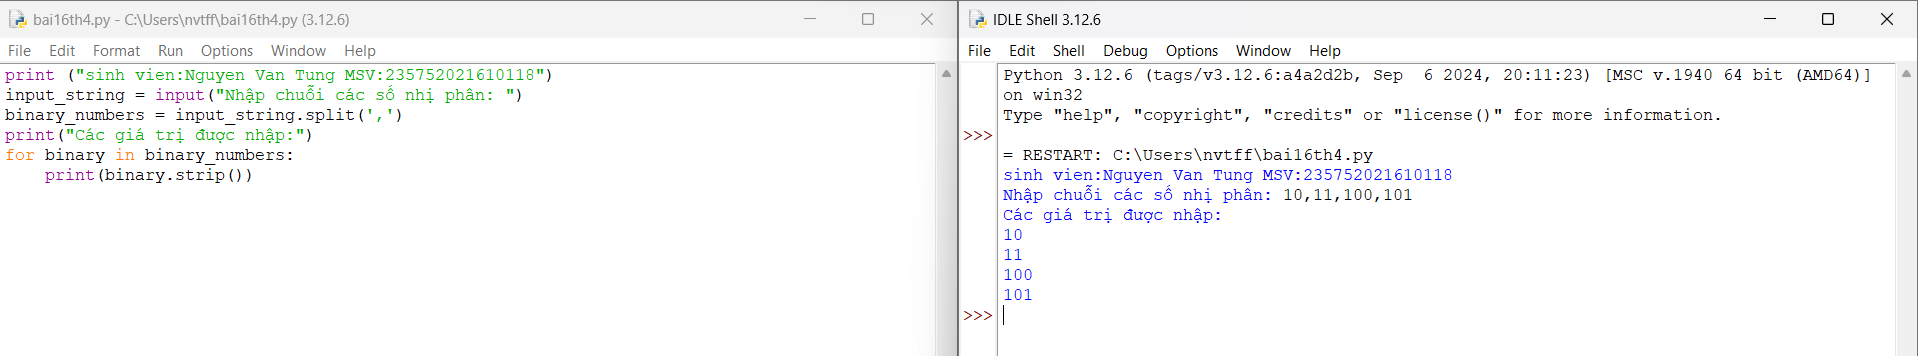 bai16th4.py - C:\Users\nvtff\bai16th4.py (3.12.6)
File Edit Format Run Options Window Help
print ("sinh vien:Nguyen Van Tung MSV:235752021610118")
input_string = input("Nhập chuỗi các số nhị phân: ")
binary_numbers = input_string.split(',')
print("Các giá trị được nhập:")
for binary in binary_numbers:
    print(binary.strip())
IDLE Shell 3.12.6
File Edit Shell Debug Options Window Help
Python 3.12.6 (tags/v3.12.6:a4a2d2b, Sep  6 2024, 20:11:23) [MSC v.1940 64 bit (AMD64)]
on win32
Type "help", "copyright", "credits" or "license()" for more information.
>>>
= RESTART: C:\Users\nvtff\bai16th4.py
sinh vien:Nguyen Van Tung MSV:235752021610118
Nhập chuỗi các số nhị phân: 10,11,100,101
Các giá trị được nhập:
10
11
100
101
>>>